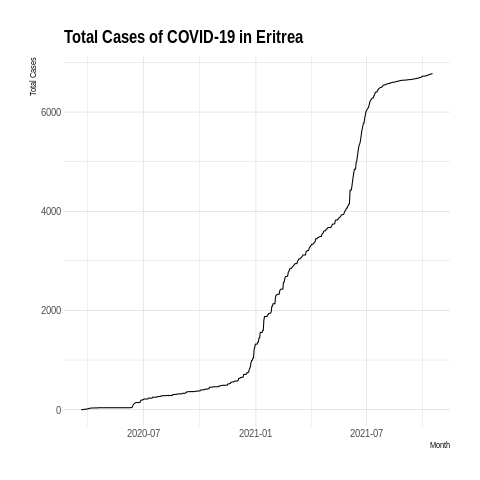 Total Cases of COVID-19 in Eritrea
Total Cases
6000
4000
2000
0
2020-07 2021-01 2021-07
Month